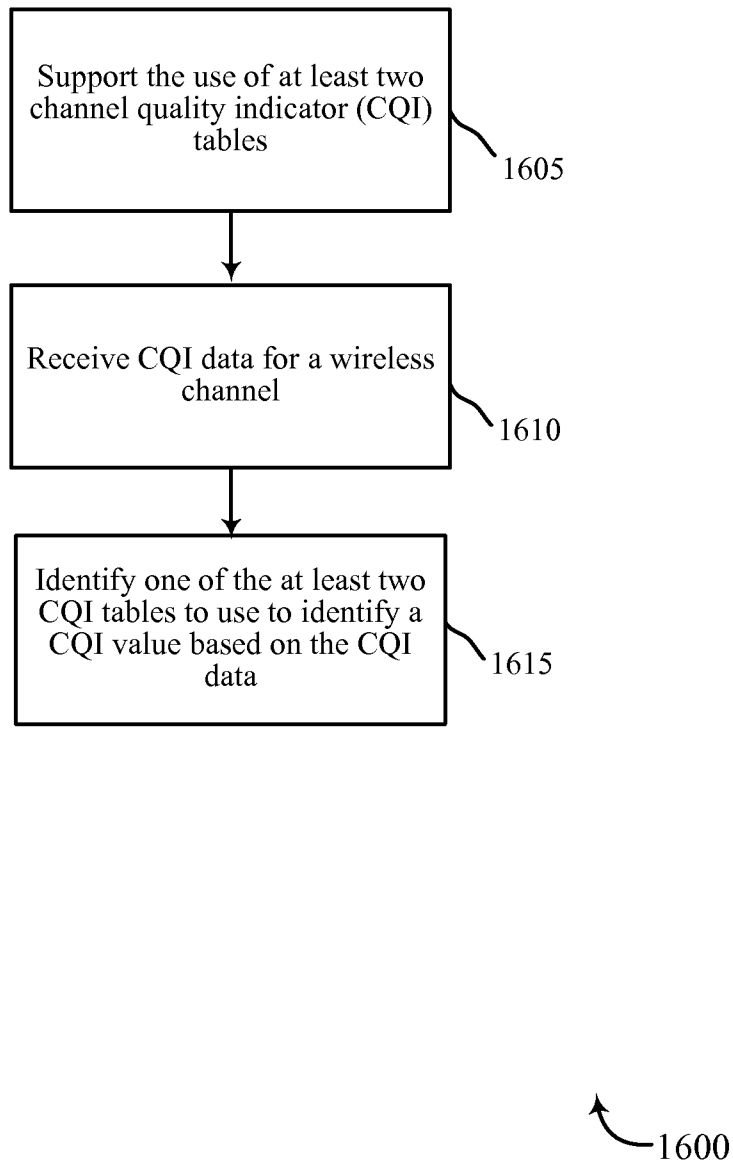 Support the use of at least two
channel quality indicator (CQI)
tables
1605
Receive CQI data for a wireless
channel
1610
Identify one of the at least two
CQI tables to use to identify a
CQI value based on the CQI
data
1615
1600